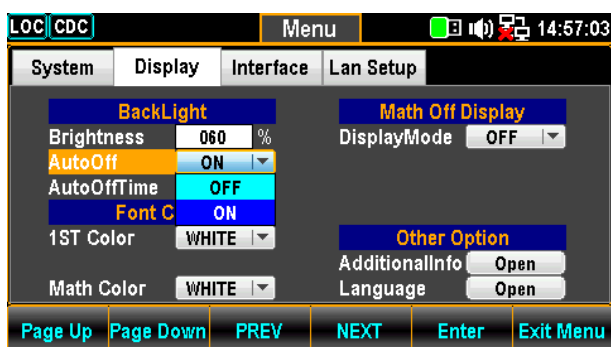 LOC CDC Menu 14:57:03
System Display Interface Lan Setup
BackLight Math Off Display
Brightness 060 % DisplayMode OFF
AutoOff ON
AutoOffTime OFF
Font C ON
1ST Color WHITE Other Option
AdditionalInfo Open
Math Color WHITE Language Open
Page Up Page Down PREV NEXT Enter Exit Menu